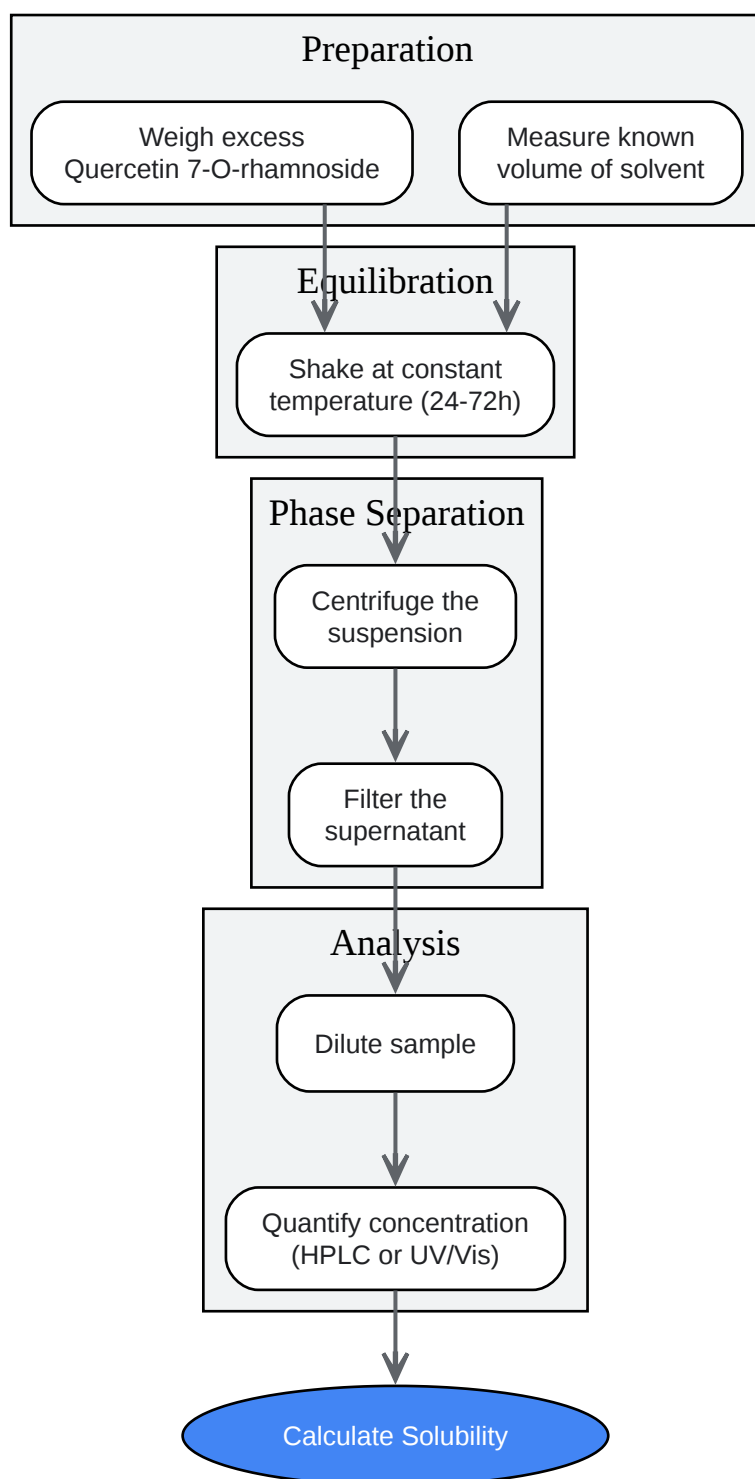 Preparation
Weigh excess
Quercetin 7-O-rhamnoside
Measure known
volume of solvent
Equilibration
Shake at constant
temperature (24-72h)
Phase Separation
Centrifuge the
suspension
Filter the
supernatant
Analysis
Dilute sample
Quantify concentration
(HPLC or UV/Vis)
Calculate Solubility